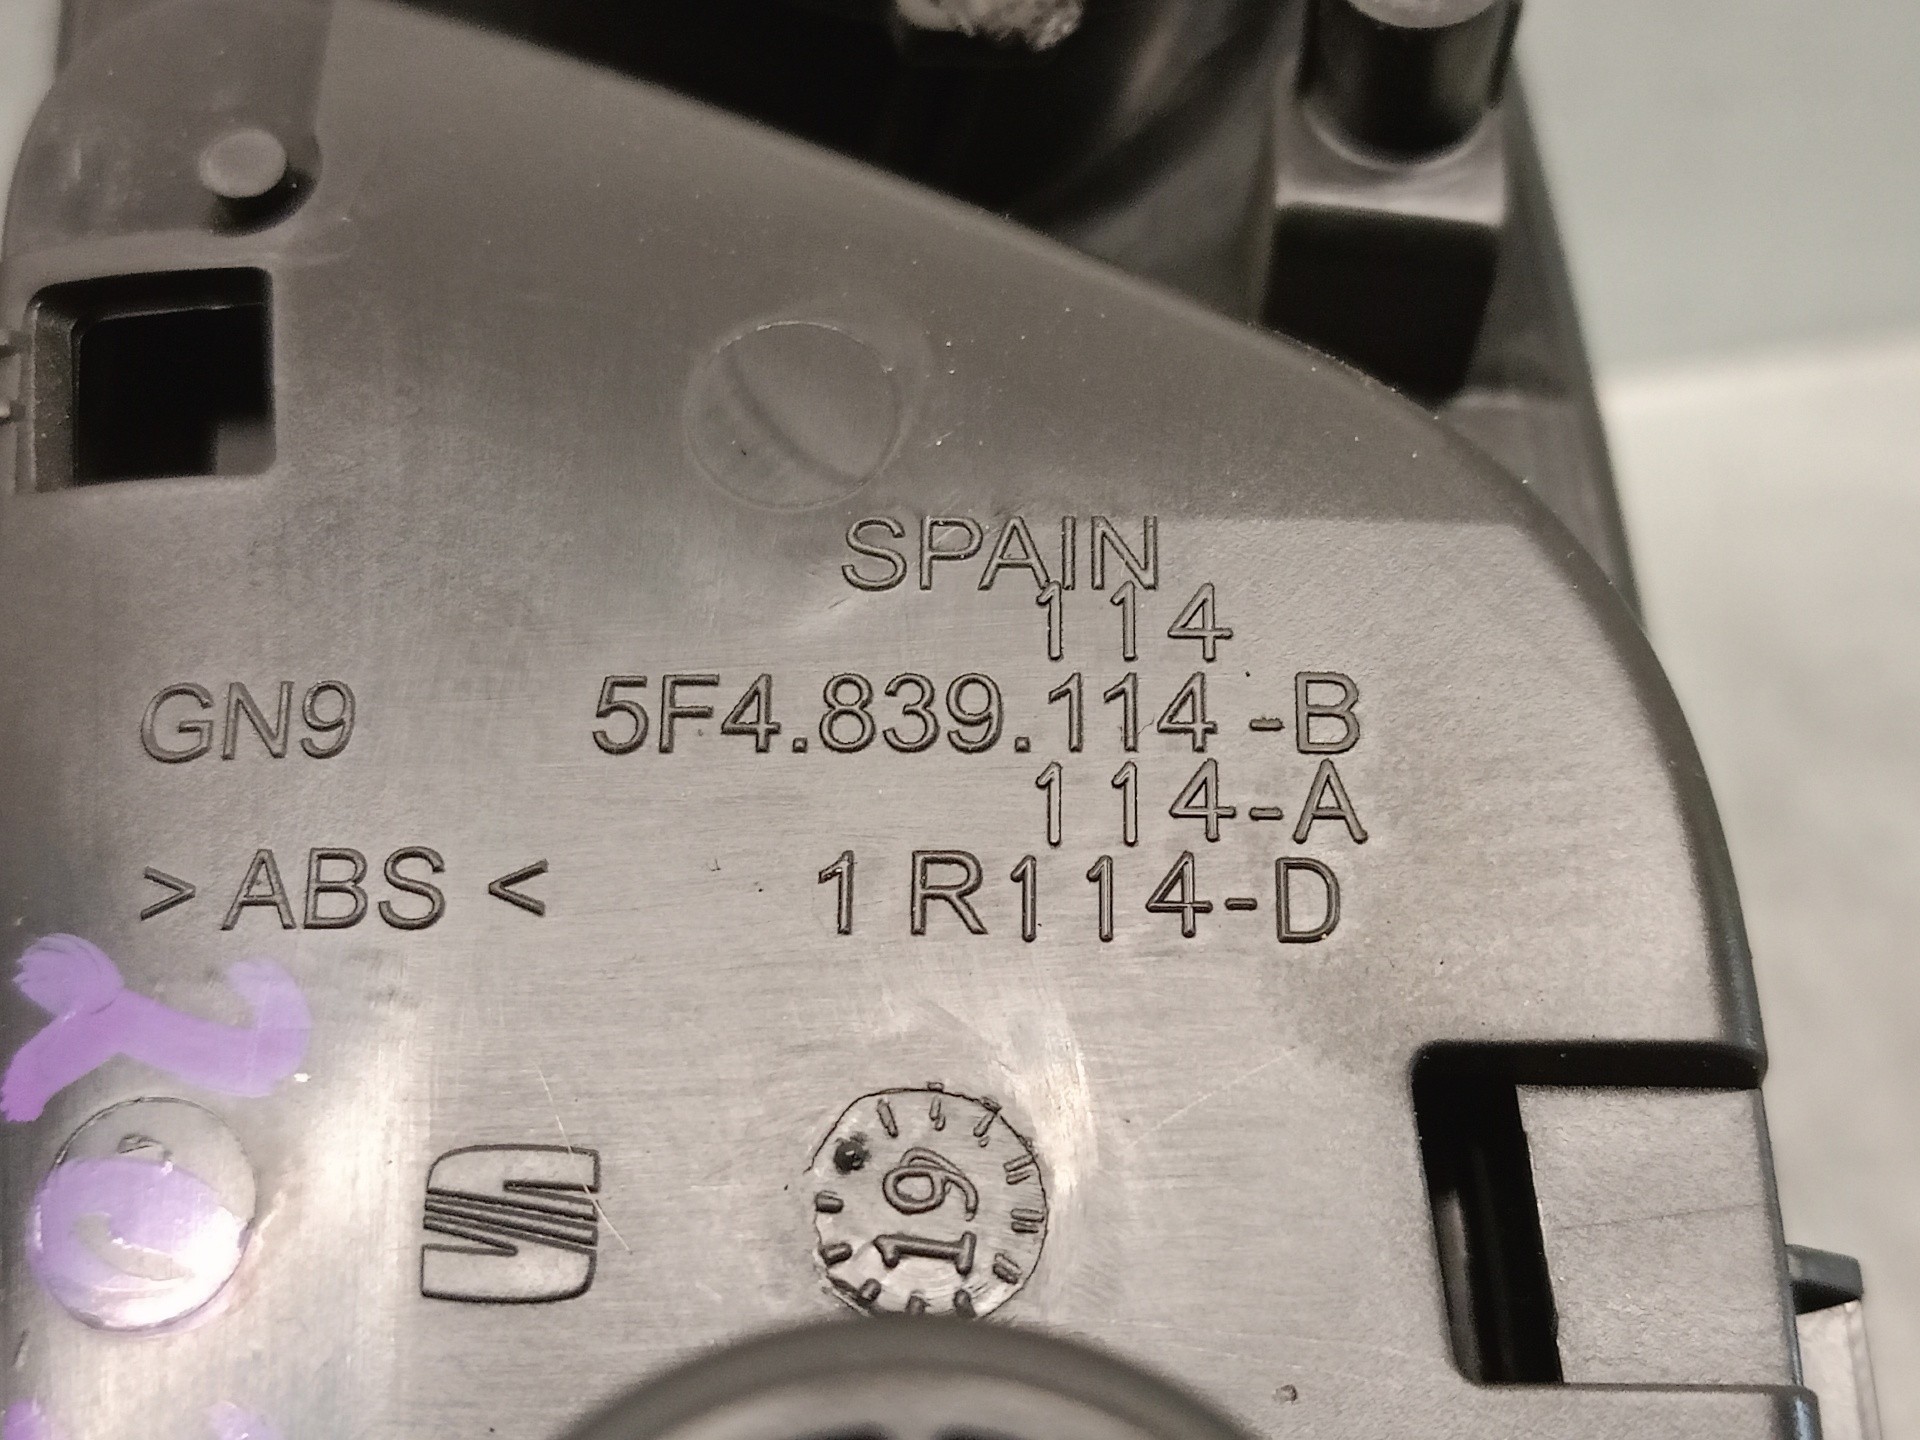 SPAIN
114
GN9 5F4.839.114-B
114-A
>ABS< 1R114-D
19